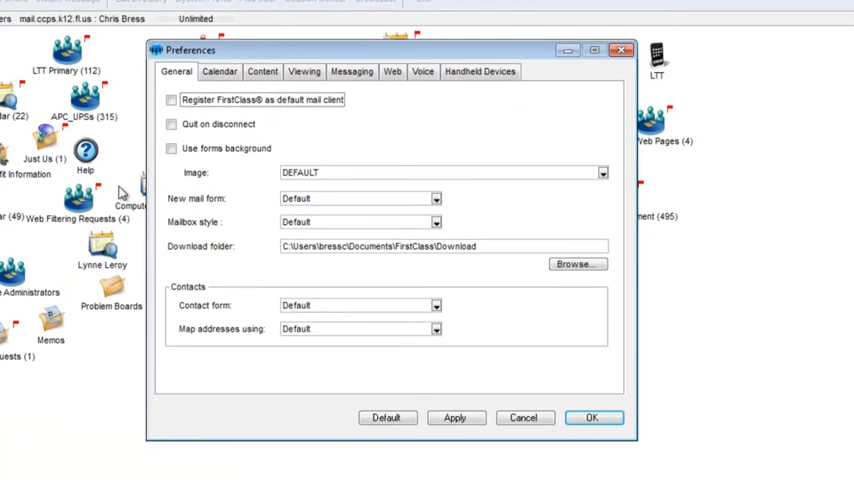 mail.ccps.k12.fl.us : Chris Bress
Unlimited
Preferences
LTT Primary (112)
LTT
General
Calendar
Content
Viewing
Messaging
Web
Voice
Handheld Devices
Register FirstClass® as default mail client
APC_UPSs (315)
Quit on disconnect
Web Pages (4)
Use forms background
Just Us (1)
Help
Image:
DEFAULT
New mail form:
Default
Web Filtering Requests (4)
Mailbox style :
Default
Download folder:
C:\Users\bressc\Documents\FirstClass\Download
Browse...
Lynne Leroy
Contacts
Contact form:
Default
Problem Boards
Map addresses using:
Default
Memos
Default
Apply
Cancel
OK